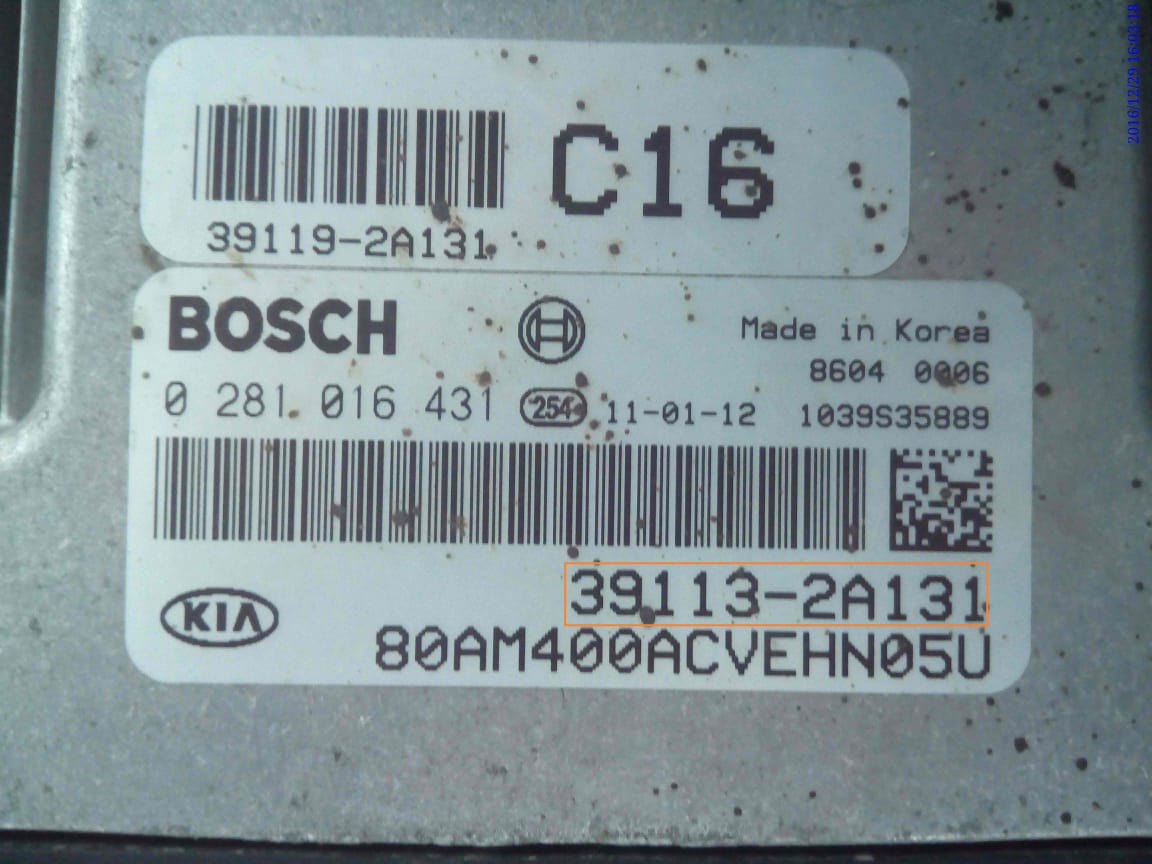 2016/12/29 16:03:18
C16
39119-2A131
BOSCH
Made in Korea
8604 0006
0 281 016 431 254 11-01-12 1039S35889
39113-2A131
KIA
80AM400ACVEHN05U